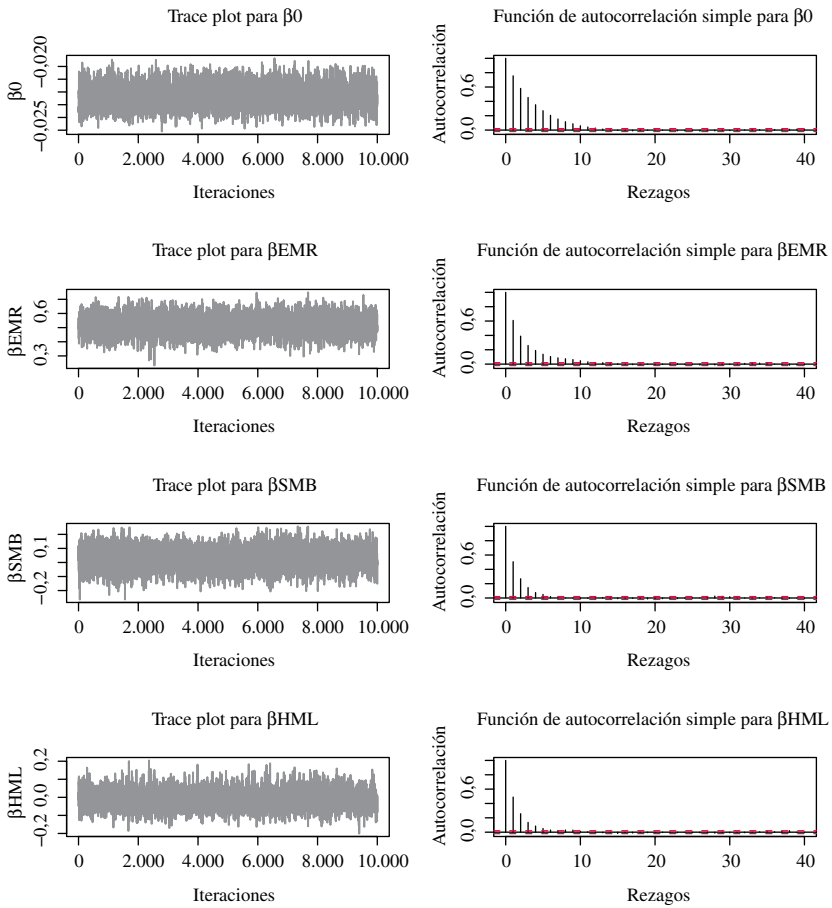 Trace plot para β0
Función de autocorrelación simple para β0
β0
−0,025 −0,020
0 2.000 4.000 6.000 8.000 10.000
Iteraciones
Autocorrelación
0,0 0,6
0 10 20 30 40
Rezagos
Trace plot para βEMR
Función de autocorrelación simple para βEMR
βEMR
0,3 0,6
0 2.000 4.000 6.000 8.000 10.000
Iteraciones
Autocorrelación
0,0 0,6
0 10 20 30 40
Rezagos
Trace plot para βSMB
Función de autocorrelación simple para βSMB
βSMB
−0,2 0,1
0 2.000 4.000 6.000 8.000 10.000
Iteraciones
Autocorrelación
0,0 0,6
0 10 20 30 40
Rezagos
Trace plot para βHML
Función de autocorrelación simple para βHML
βHML
−0,2 0,0 0,2
0 2.000 4.000 6.000 8.000 10.000
Iteraciones
Autocorrelación
0,0 0,6
0 10 20 30 40
Rezagos